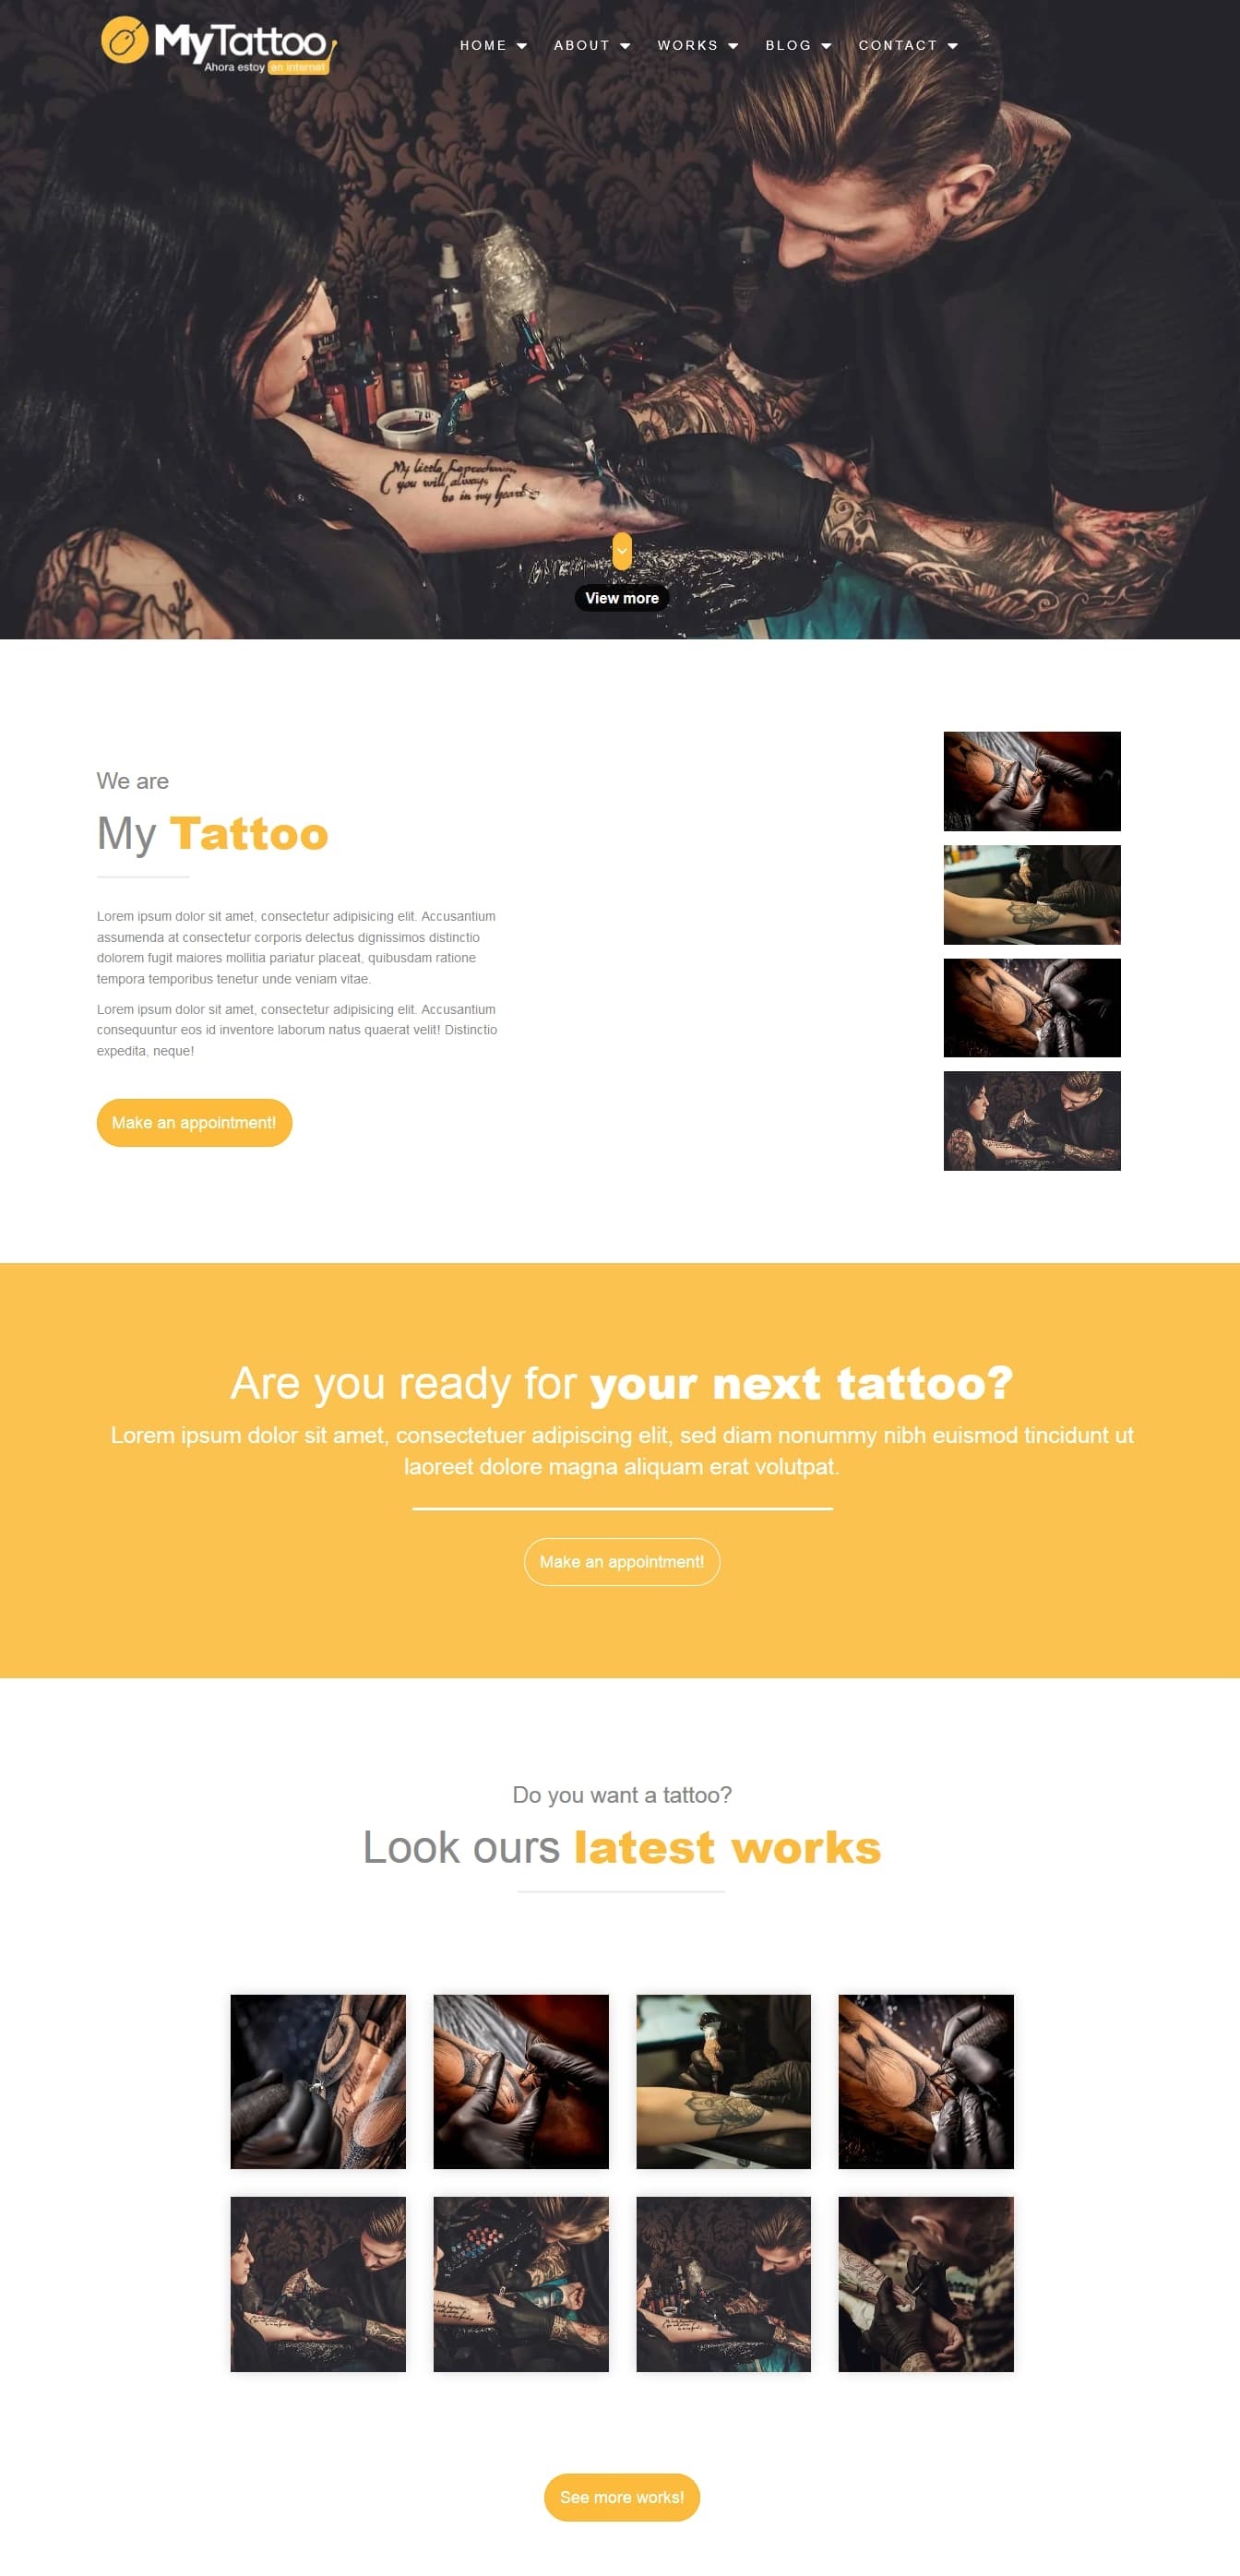 MyTattoo
Ahora estoy en internet
HOME ABOUT WORKS BLOG CONTACT
My little
you will always
be in my heart
View more
We are
My Tattoo
Lorem ipsum dolor sit amet, consectetur adipisicing elit. Accusantium
assumenda at consectetur corporis delectus dignissimos distinctio
dolorem fugit maiores mollitia pariatur placeat, quibusdam ratione
tempora temporibus tenetur unde veniam vitae.
Lorem ipsum dolor sit amet, consectetur adipisicing elit. Accusantium
consequuntur eos id inventore laborum natus quaerat velit! Distinctio
expedita, neque!
Make an appointment!
Are you ready for your next tattoo?
Lorem ipsum dolor sit amet, consectetuer adipiscing elit, sed diam nonummy nibh euismod tincidunt ut
laoreet dolore magna aliquam erat volutpat.
Make an appointment!
Do you want a tattoo?
Look ours latest works
See more works!